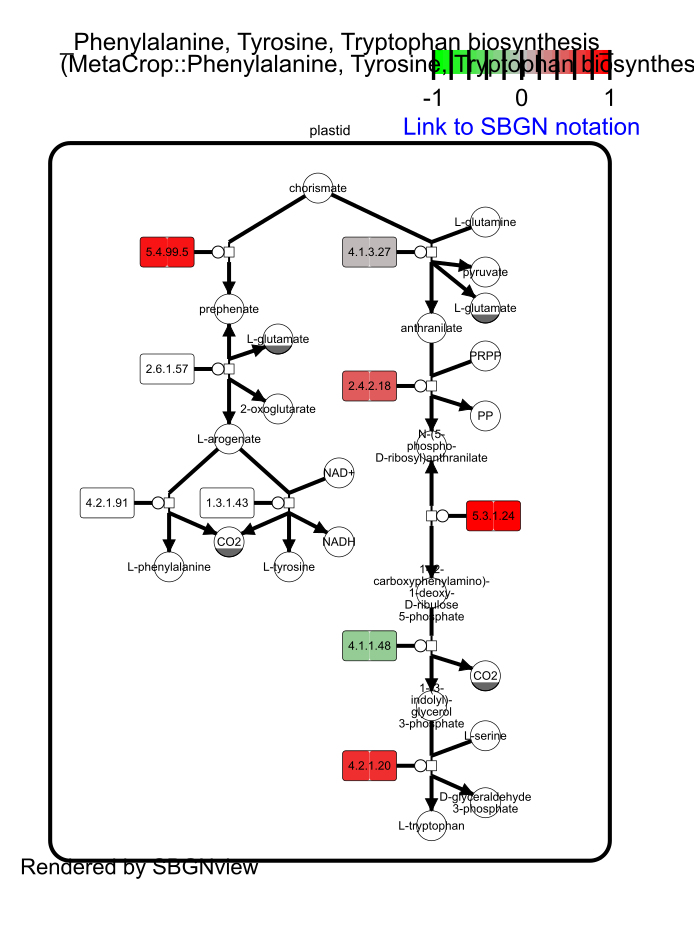 _Phenylalanine, Tyrosine, Tryptophan biosynthesis_
(MetaCrop::Phenylalanine, Tyrosine, Tryptophan biosynthes
-1 0 1
Link to SBGN notation
plastid
chorismate
L-glutamine
5.4.99.5
4.1.3.27
pyruvate
prephenate
L-glutamate
anthranilate
L-glutamate
PRPP
2.6.1.57
2.4.2.18
2-oxoglutarate
PP
L-arogenate
N-(5-
phospho-
D-ribosyl)anthranilate
NAD+
4.2.1.91
1.3.1.43
5.3.1.24
CO2
NADH
L-phenylalanine
L-tyrosine
1-(2-
carboxyphenylamino)-
1-deoxy-
D-ribulose
5-phosphate
4.1.1.48
CO2
1-(3-
indolyl)-
glycerol
3-phosphate
L-serine
4.2.1.20
D-glyceraldehyde
3-phosphate
L-tryptophan
Rendered by SBGNview